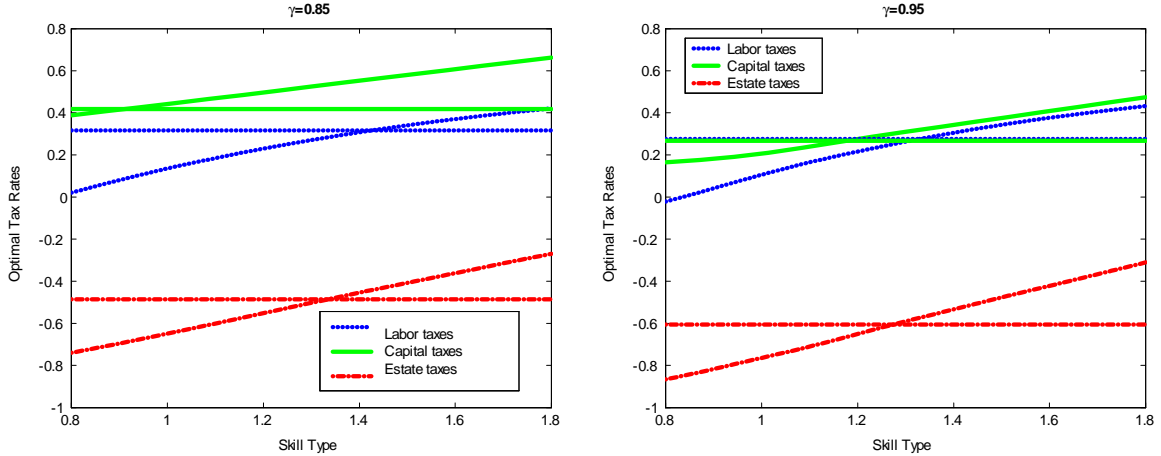 γ=0.85
Optimal Tax Rates
1
0.8
0.6
0.4
0.2
0
-0.2
-0.4
-0.6
-0.8
-1
Labor taxes
Capital taxes
Estate taxes
0.8 1 1.2 1.4 1.6 1.8
Skill Type
γ=0.95
Optimal Tax Rates
0.8
0.6
0.4
0.2
0
-0.2
-0.4
-0.6
-0.8
-1
Labor taxes
Capital taxes
Estate taxes
0.8 1 1.2 1.4 1.6 1.8
Skill Type